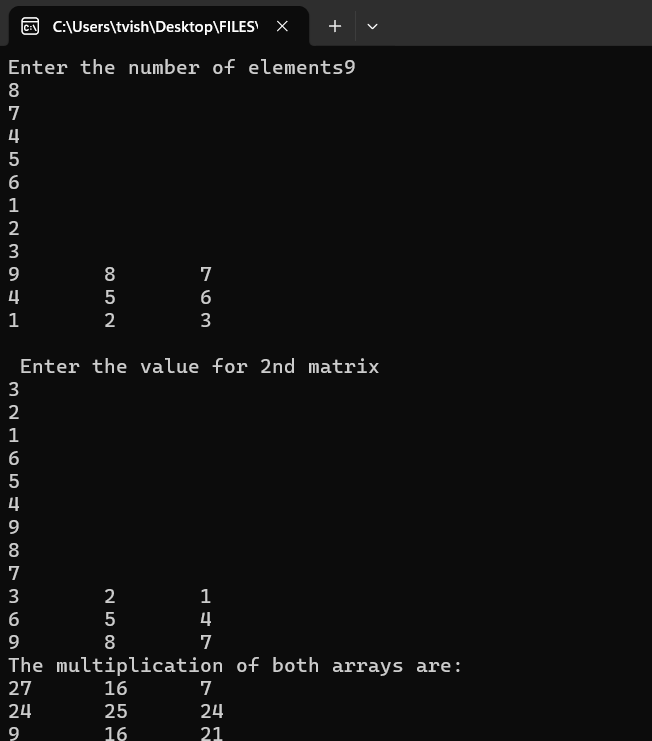 C:\Users\tvish\Desktop\FILES\
Enter the number of elements9
8
7
4
5
6
1
2
3
9 8 7
4 5 6
1 2 3
Enter the value for 2nd matrix
3
2
1
6
5
4
9
8
7
3 2 1
6 5 4
9 8 7
The multiplication of both arrays are:
27 16 7
24 25 24
9 16 21